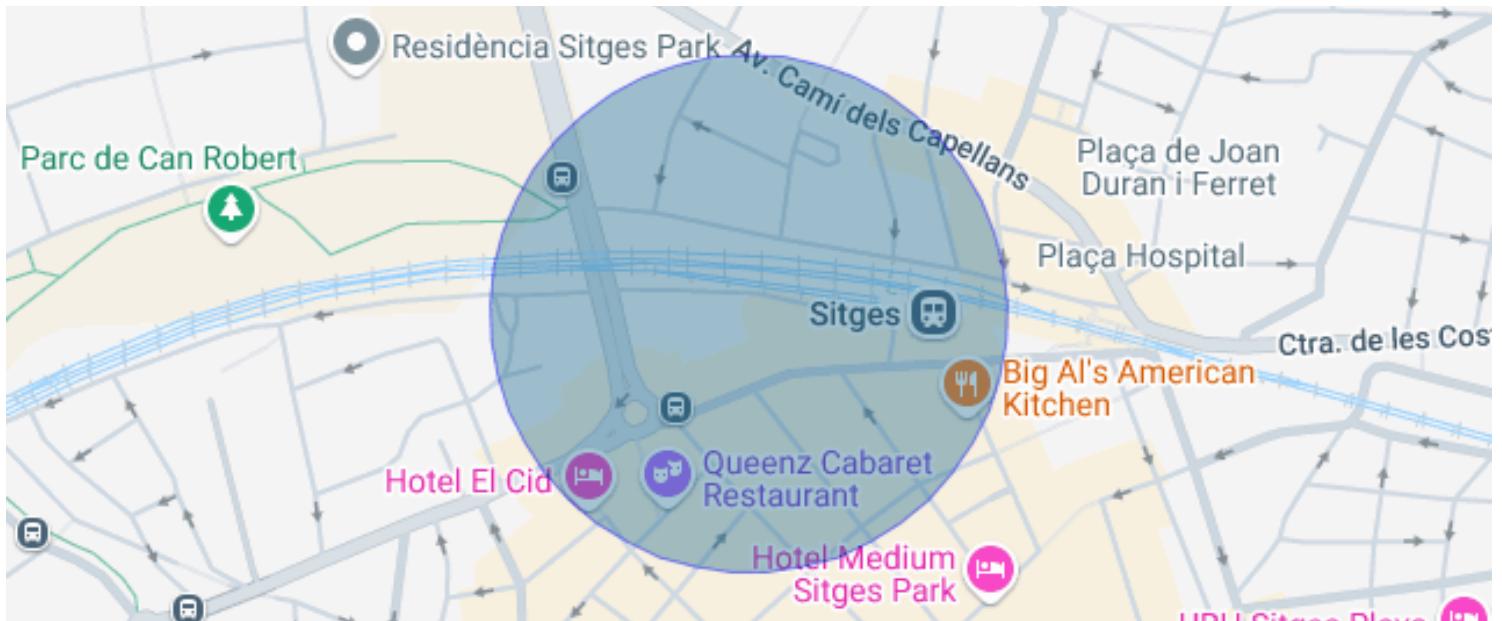 Residència Sitges Park
Av. Camí dels Capellans
Parc de Can Robert
Plaça de Joan
Duran i Ferret
Plaça Hospital
Sitges
Ctra. de les Cost
Big Al's American
Kitchen
Hotel El Cid
Queenz Cabaret
Restaurant
Hotel Medium
Sitges Park